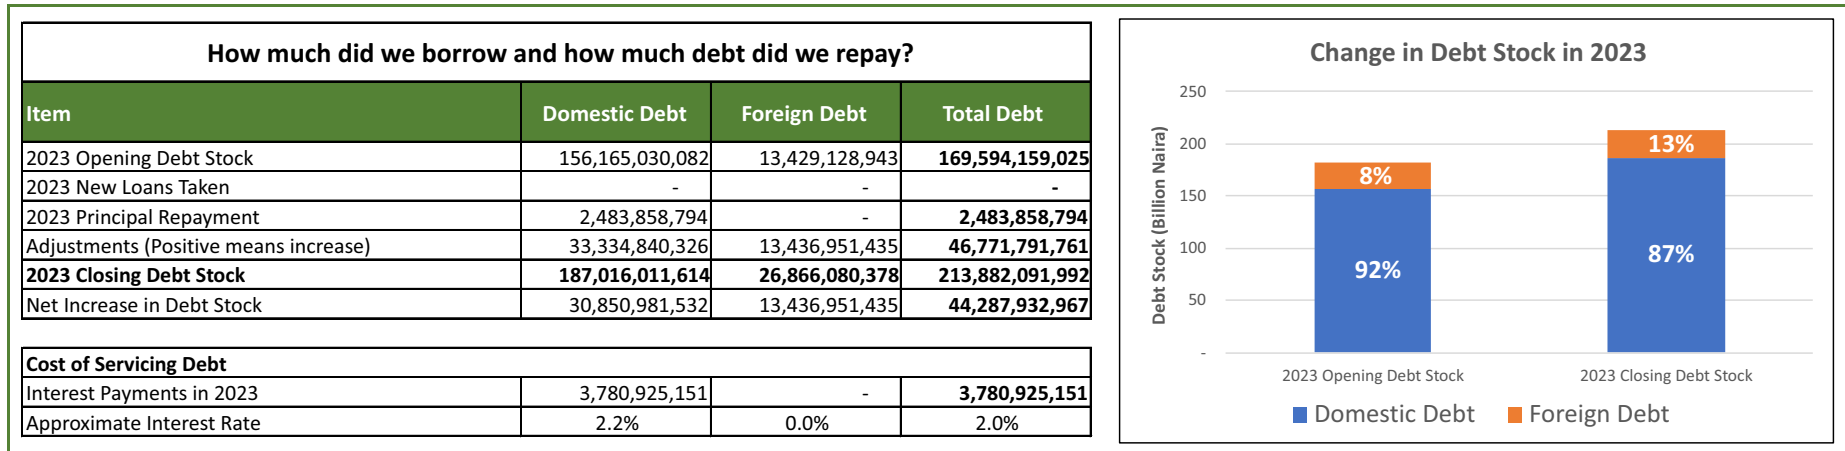 How much did we borrow and how much debt did we repay?
Item Domestic Debt Foreign Debt Total Debt
2023 Opening Debt Stock 156,165,030,082 13,429,128,943 169,594,159,025
2023 New Loans Taken - - -
2023 Principal Repayment 2,483,858,794 - 2,483,858,794
Adjustments (Positive means increase) 33,334,840,326 13,436,951,435 46,771,791,761
2023 Closing Debt Stock 187,016,011,614 26,866,080,378 213,882,091,992
Net Increase in Debt Stock 30,850,981,532 13,436,951,435 44,287,932,967
Cost of Servicing Debt
Interest Payments in 2023 3,780,925,151 - 3,780,925,151
Approximate Interest Rate 2.2% 0.0% 2.0%
Change in Debt Stock in 2023
Debt Stock (Billion Naira)
250
200
150
100
50
-
8%
92%
13%
87%
2023 Opening Debt Stock 2023 Closing Debt Stock
Domestic Debt Foreign Debt